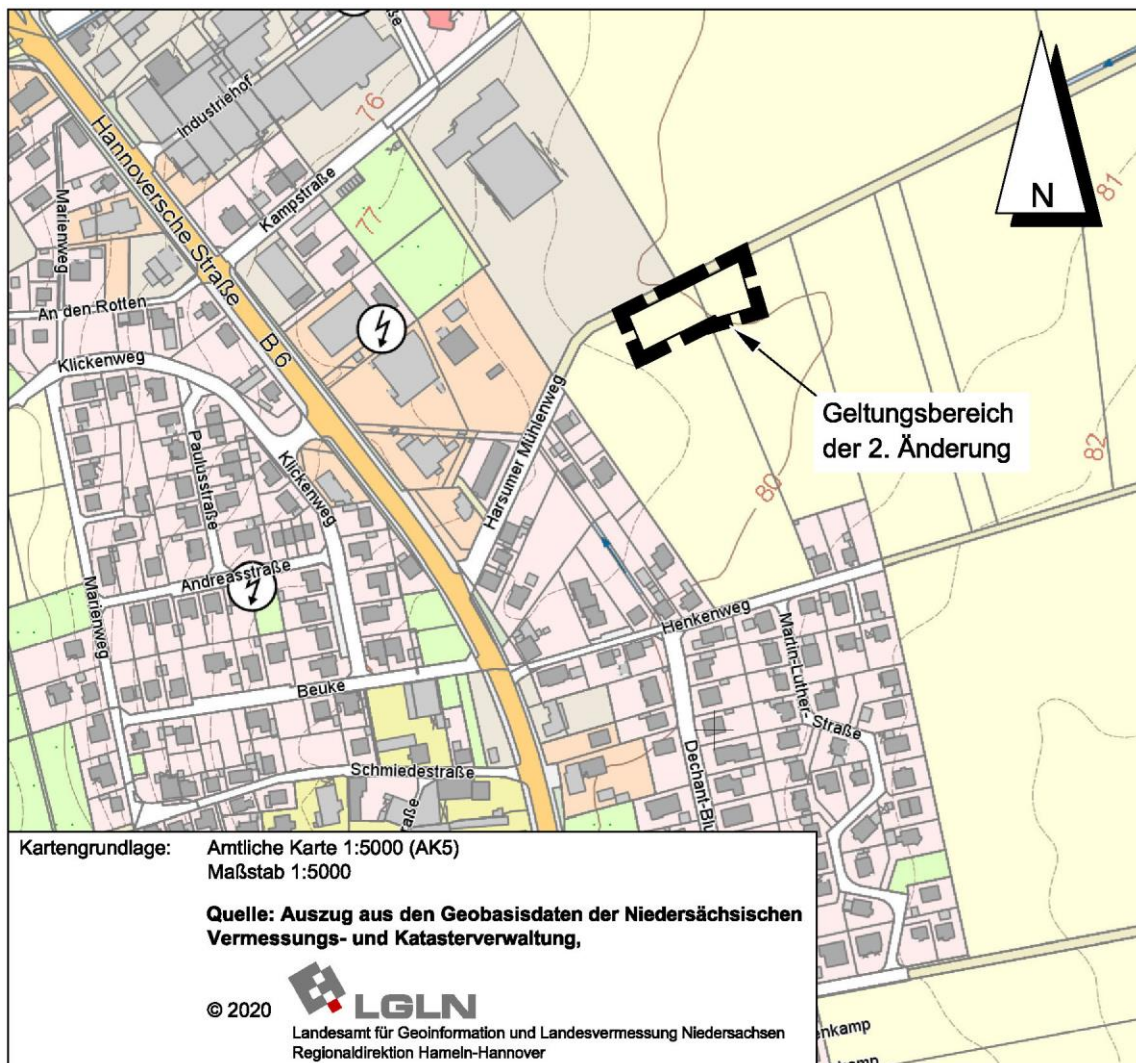 Industriehof
76
Hannoversche Straße
Marienweg
77
Kampstraße
81
N
An den Rotten
B 6
Klickenweg
Harsumer Mühlenweg
Geltungsbereich
der 2. Änderung
Paulusstraße
Klickenweg
80
82
Andreasstraße
Marienweg
Henkenweg
Martin-Luther-Straße
Beuke
Dechant-Blu
Schmiedestraße
Kartengrundlage: Amtliche Karte 1:5000 (AK5)
Maßstab 1:5000
Quelle: Auszug aus den Geobasisdaten der Niedersächsischen
Vermessungs- und Katasterverwaltung,
© 2020 LGLN
Landesamt für Geoinformation und Landesvermessung Niedersachsen
Regionaldirektion Hameln-Hannover